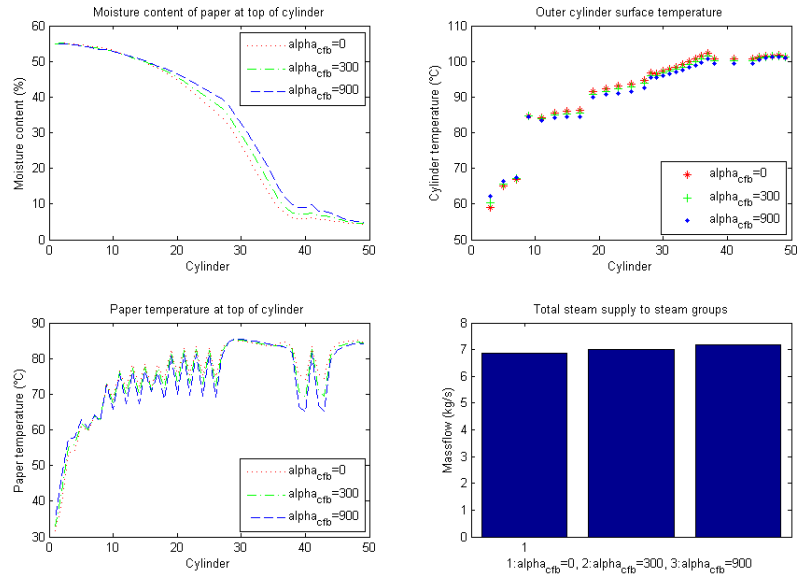 Moisture content of paper at top of cylinder
Moisture content (%)
60
50
40
30
20
10
0
0 10 20 30 40 50
Cylinder
alpha_cfb=0
alpha_cfb=300
alpha_cfb=900
Outer cylinder surface temperature
Cylinder temperature (°C)
110
100
90
80
70
60
50
0 10 20 30 40 50
Cylinder
alpha_cfb=0
alpha_cfb=300
alpha_cfb=900
Paper temperature at top of cylinder
Paper temperature (°C)
90
80
70
60
50
40
30
0 10 20 30 40 50
Cylinder
alpha_cfb=0
alpha_cfb=300
alpha_cfb=900
Total steam supply to steam groups
Massflow (kg/s)
8
7
6
5
4
3
2
1
0
1
1:alpha_cfb=0, 2:alpha_cfb=300, 3:alpha_cfb=900